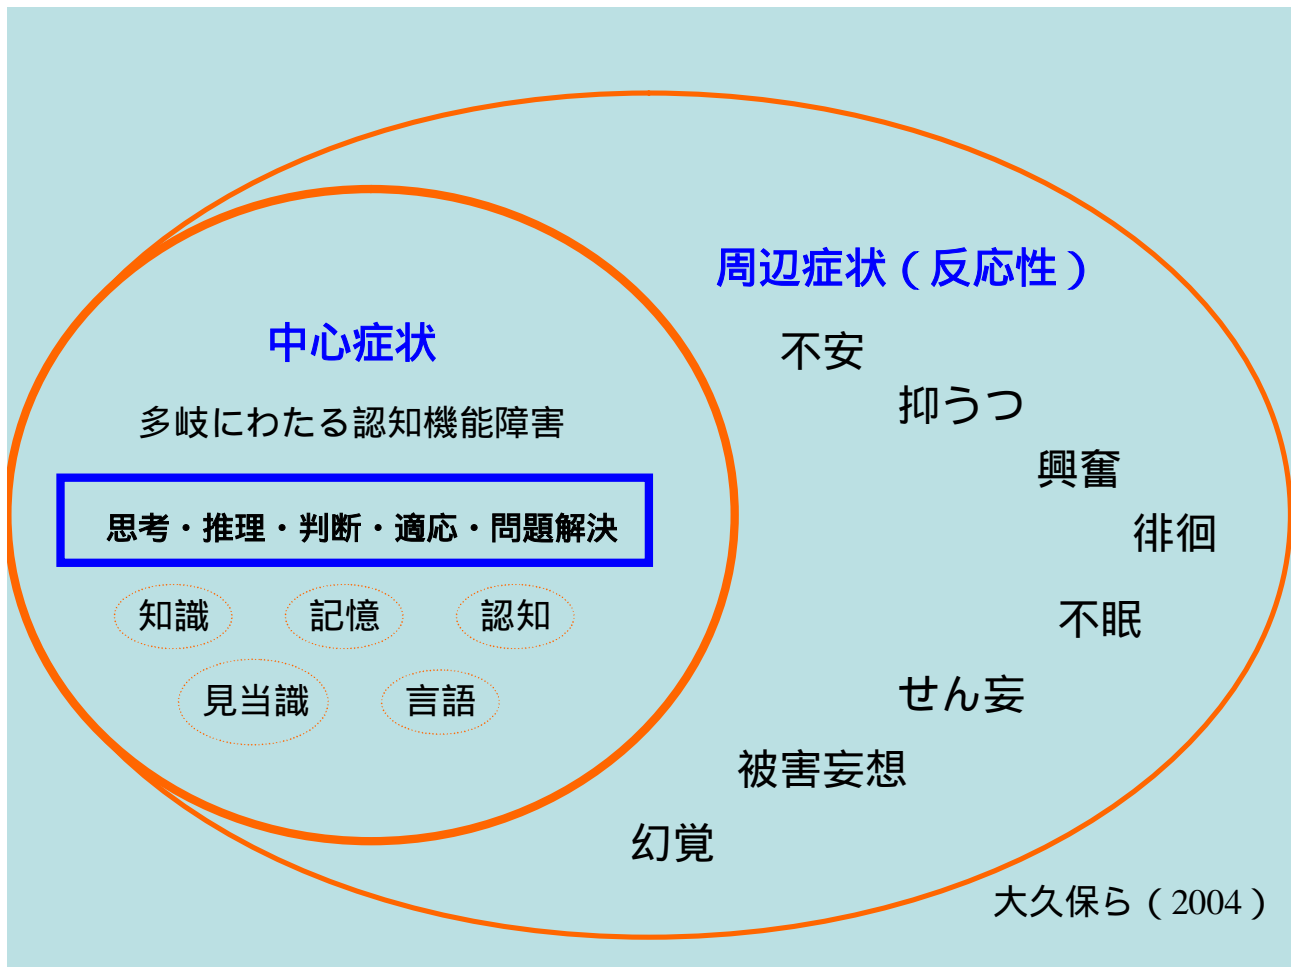 中心症状
多岐にわたる認知機能障害
思考・推理・判断・適応・問題解決
知識 記憶 認知
見当識 言語
周辺症状（反応性）
不安
抑うつ
興奮
徘徊
不眠
せん妄
被害妄想
幻覚
大久保ら（2004）